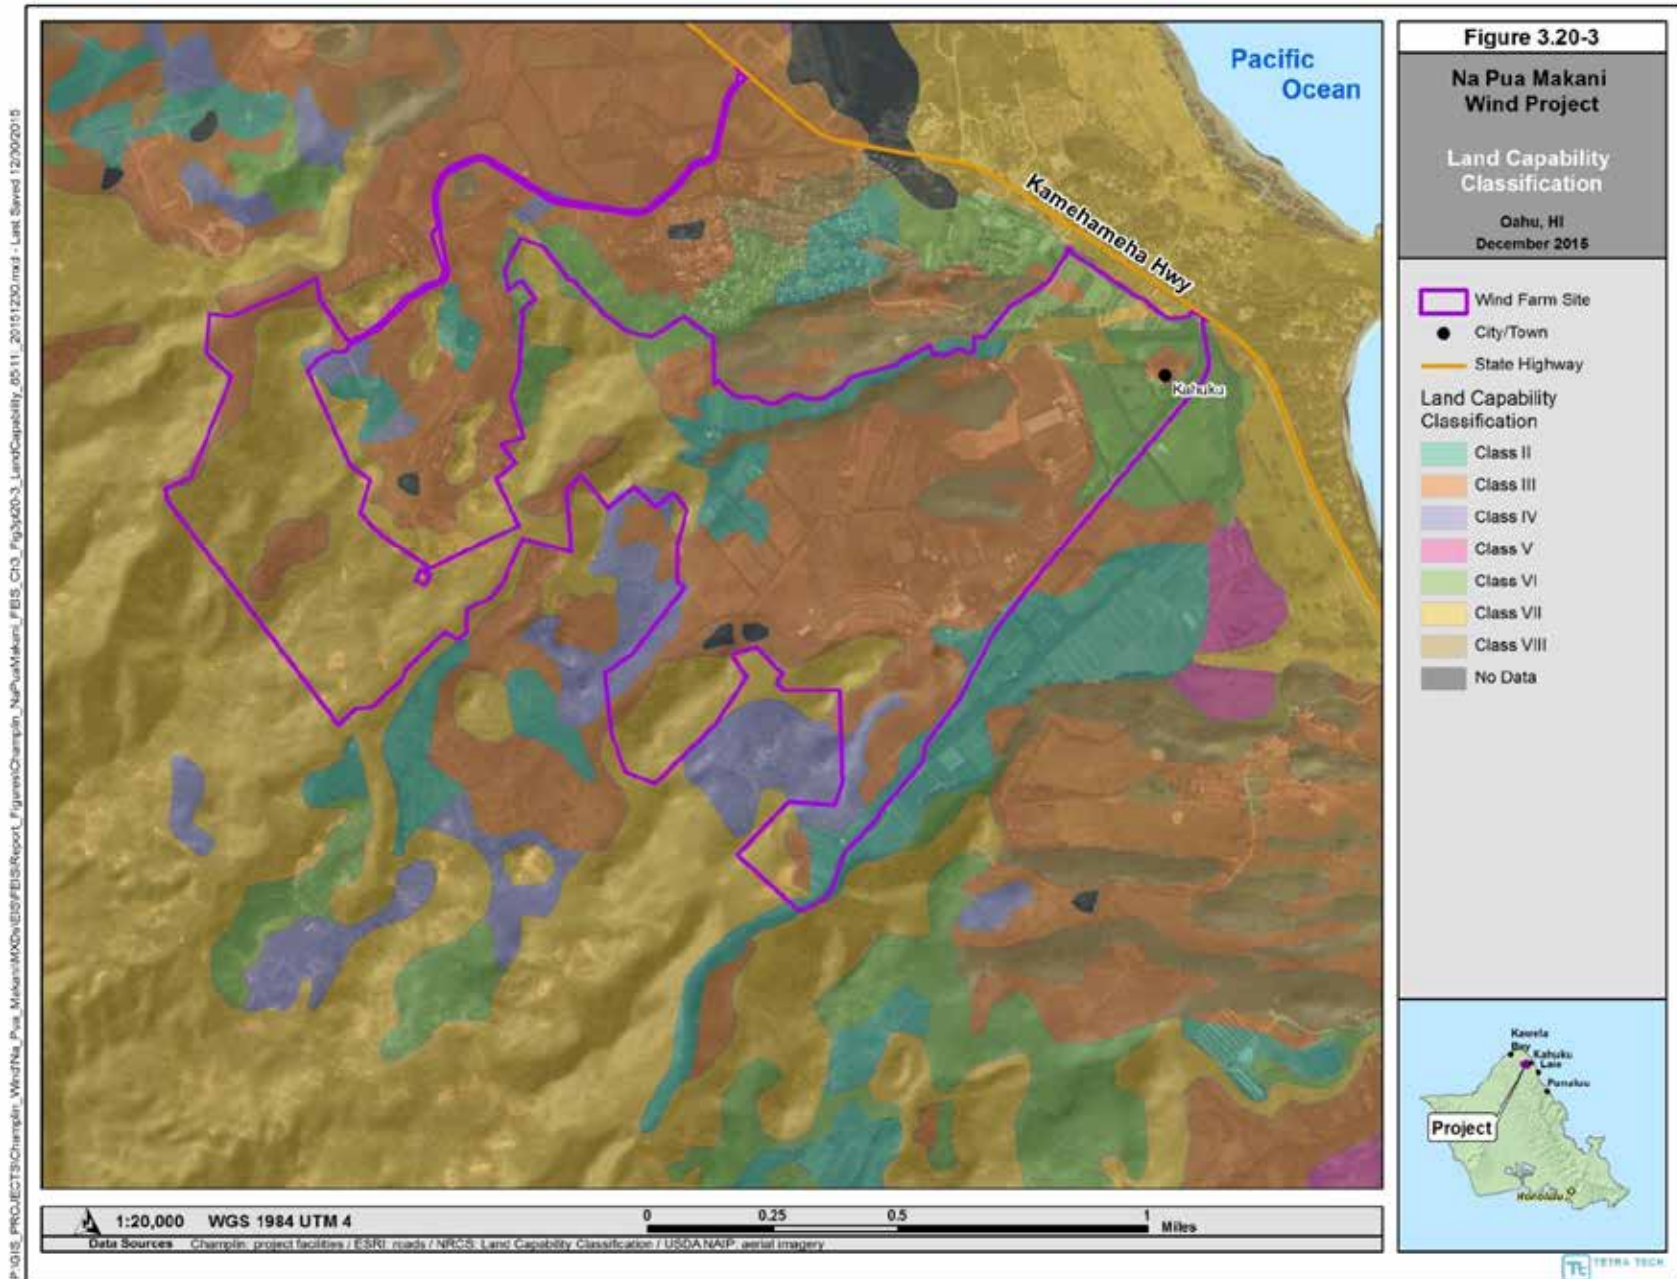 Figure 3.20-3
Na Pua Makani
Wind Project
Land Capability
Classification
Oahu, HI
December 2015
Wind Farm Site
City/Town
State Highway
Land Capability
Classification
Class II
Class III
Class IV
Class V
Class VI
Class VII
Class VIII
No Data
Pacific
Ocean
Kamehameha Hwy
Kahuku
Kawela
Bay
Kahuku
Laie
Punaluu
Project
Honolulu
1:20,000 WGS 1984 UTM 4
0 0.25 0.5 1
Miles
Data Sources Champlin: project facilities / ESRI: roads / NRCS: Land Capability Classification / USDA NAIP: aerial imagery
TETRA TECH